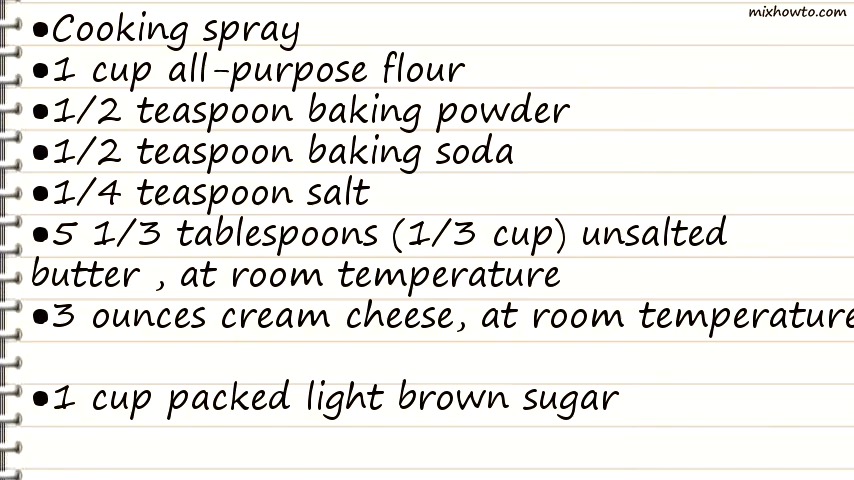 mixhowto.com
•Cooking spray
•1 cup all-purpose flour
•1/2 teaspoon baking powder
•1/2 teaspoon baking soda
•1/4 teaspoon salt
•5 1/3 tablespoons (1/3 cup) unsalted
butter , at room temperature
•3 ounces cream cheese, at room temperature
•1 cup packed light brown sugar